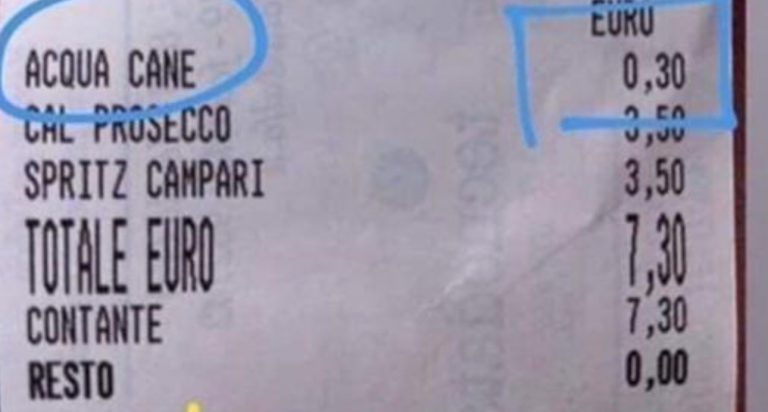 EURO
ACQUA CANE 0,30
CAL PROSECCO 3,50
SPRITZ CAMPARI 3,50
TOTALE EURO 7,30
CONTANTE 7,30
RESTO 0,00